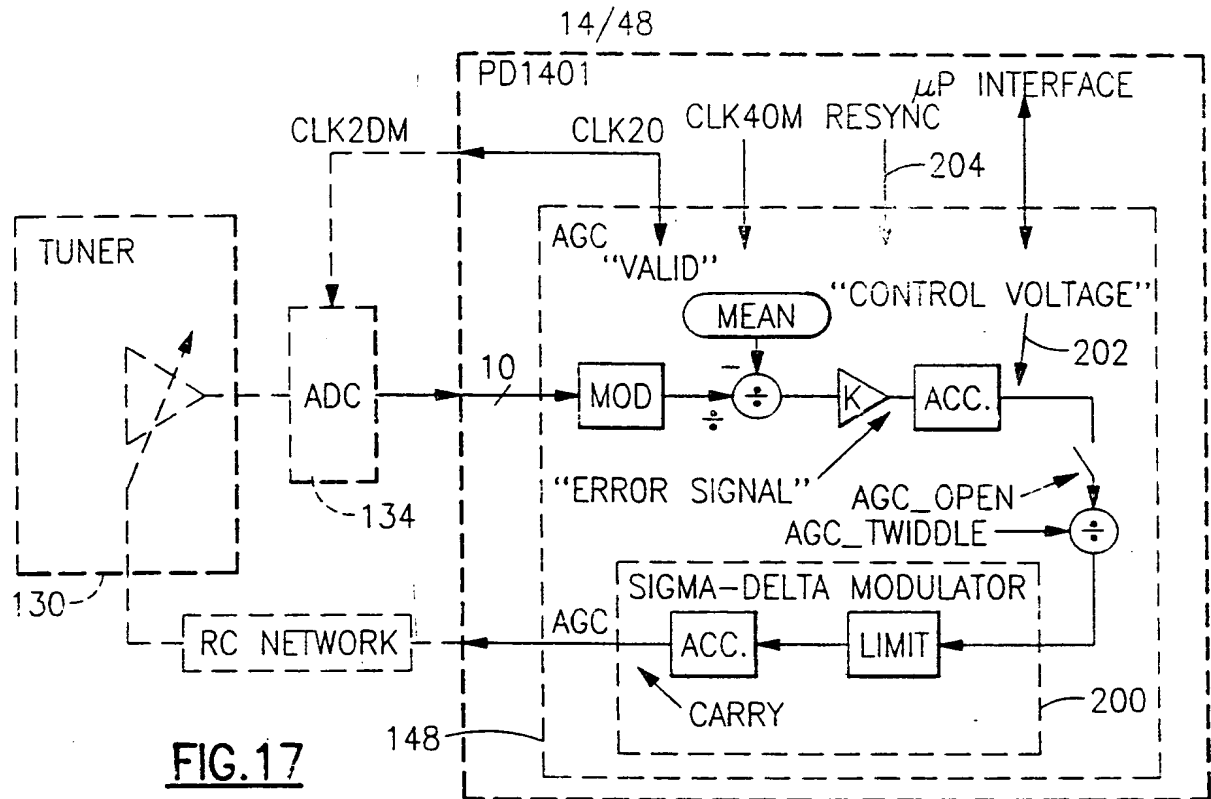 14/48
PD1401
μP INTERFACE
CLK2DM
CLK20
CLK40M RESYNC
204
TUNER
AGC
"VALID"
"CONTROL VOLTAGE"
MEAN
202
10
ADC
MOD
−
÷
÷
K
ACC.
"ERROR SIGNAL"
AGC_OPEN
134
AGC_TWIDDLE
÷
130
SIGMA-DELTA MODULATOR
AGC
RC NETWORK
ACC.
LIMIT
CARRY
200
148
FIG.17